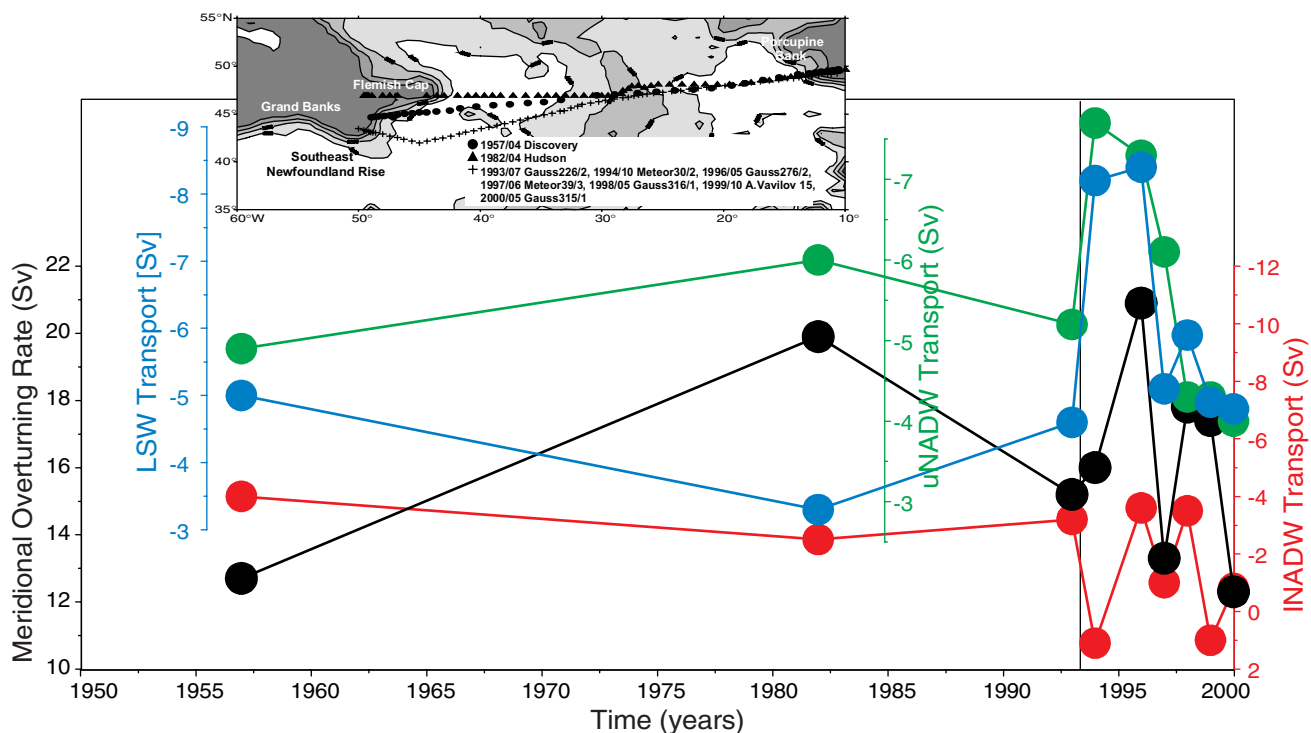 55°N
50°
45°
40°
35°
60°W
50°
40°
30°
20°
10°
Porcupine
Bank
Flemish Cap
Grand Banks
Southeast
Newfoundland Rise
1957/04 Discovery
1982/04 Hudson
1993/07 Gauss226/2, 1994/10 Meteor30/2, 1996/05 Gauss276/2,
1997/06 Meteor39/3, 1998/05 Gauss316/1, 1999/10 A.Vavilov 15,
2000/05 Gauss315/1
Meridional Overturning Rate (Sv)
22
20
18
16
14
12
10
LSW Transport [Sv]
-9
-8
-7
-6
-5
-4
-3
uNADW Transport (Sv)
-7
-6
-5
-4
-3
lNADW Transport (Sv)
-12
-10
-8
-6
-4
-2
0
2
1950
1955
1960
1965
1970
1975
1980
1985
1990
1995
2000
Time (years)